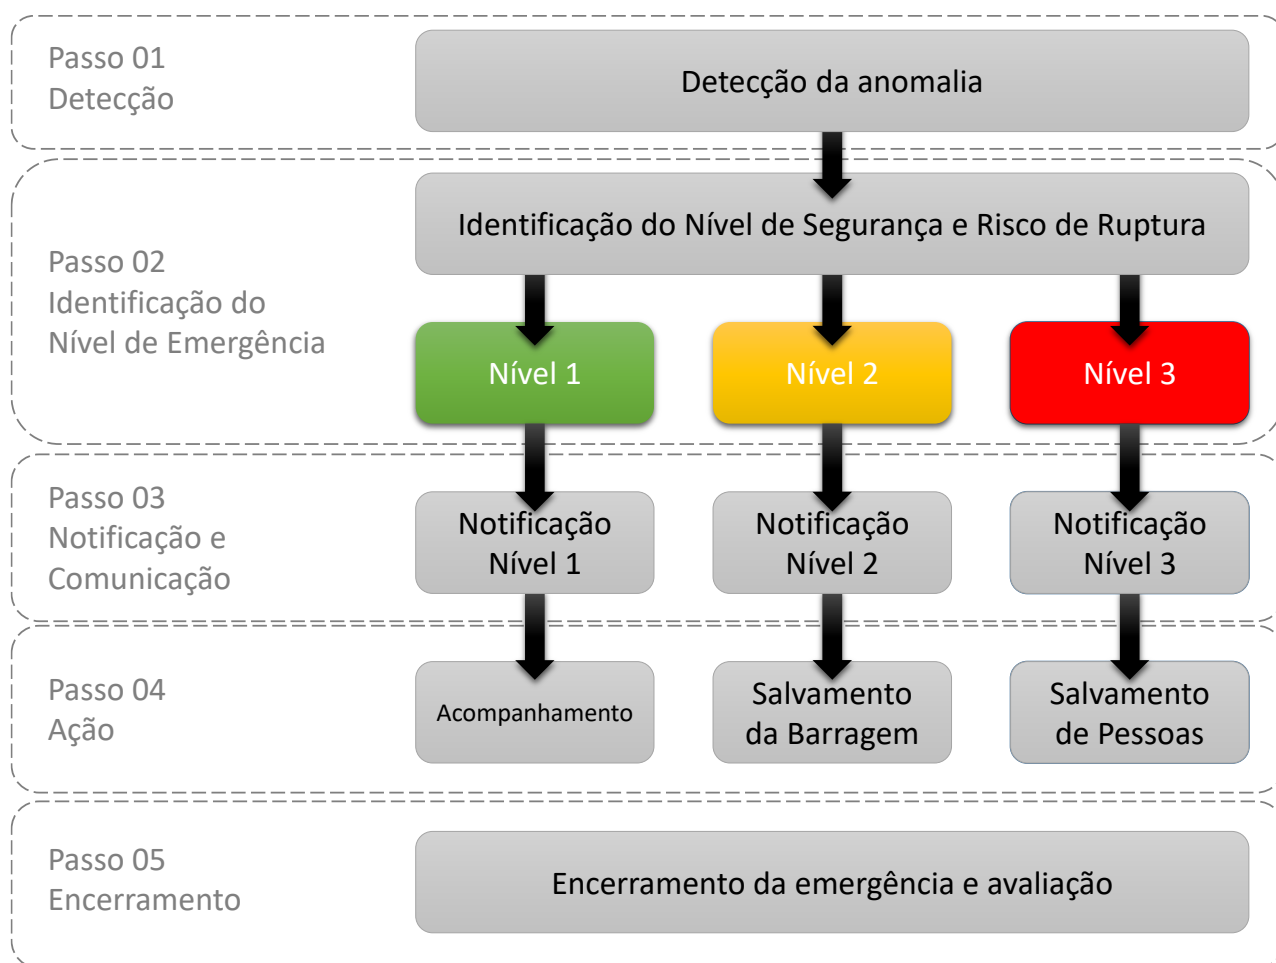 Passo 01
Detecção
Detecção da anomalia
Passo 02
Identificação do
Nível de Emergência
Identificação do Nível de Segurança e Risco de Ruptura
Nível 1
Nível 2
Nível 3
Passo 03
Notificação e
Comunicação
Notificação
Nível 1
Notificação
Nível 2
Notificação
Nível 3
Passo 04
Ação
Acompanhamento
Salvamento
da Barragem
Salvamento
de Pessoas
Passo 05
Encerramento
Encerramento da emergência e avaliação